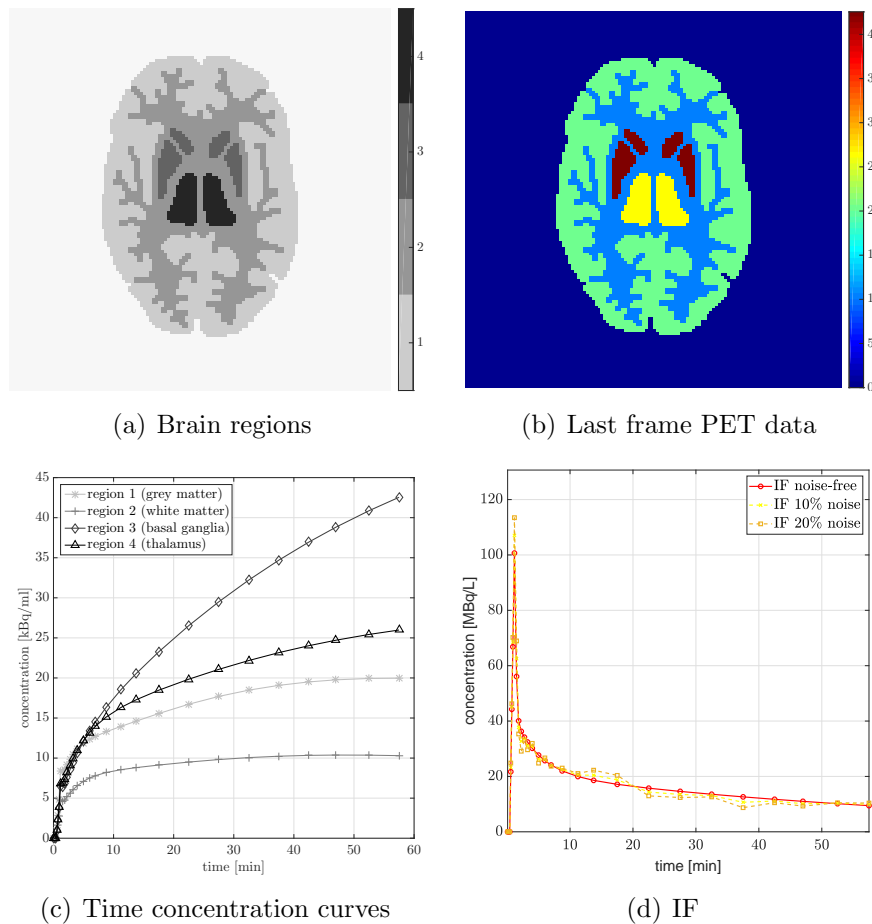 4
3
2
1
(a) Brain regions
(b) Last frame PET data
45
40
35
30
25
20
15
10
5
0
concentration [kBq/ml]
region 1 (grey matter)
region 2 (white matter)
region 3 (basal ganglia)
region 4 (thalamus)
0 10 20 30 40 50 60
time [min]
(c) Time concentration curves
120
100
80
60
40
20
0
concentration [MBq/L]
IF noise-free
IF 10% noise
IF 20% noise
10 20 30 40 50
time [min]
(d) IF